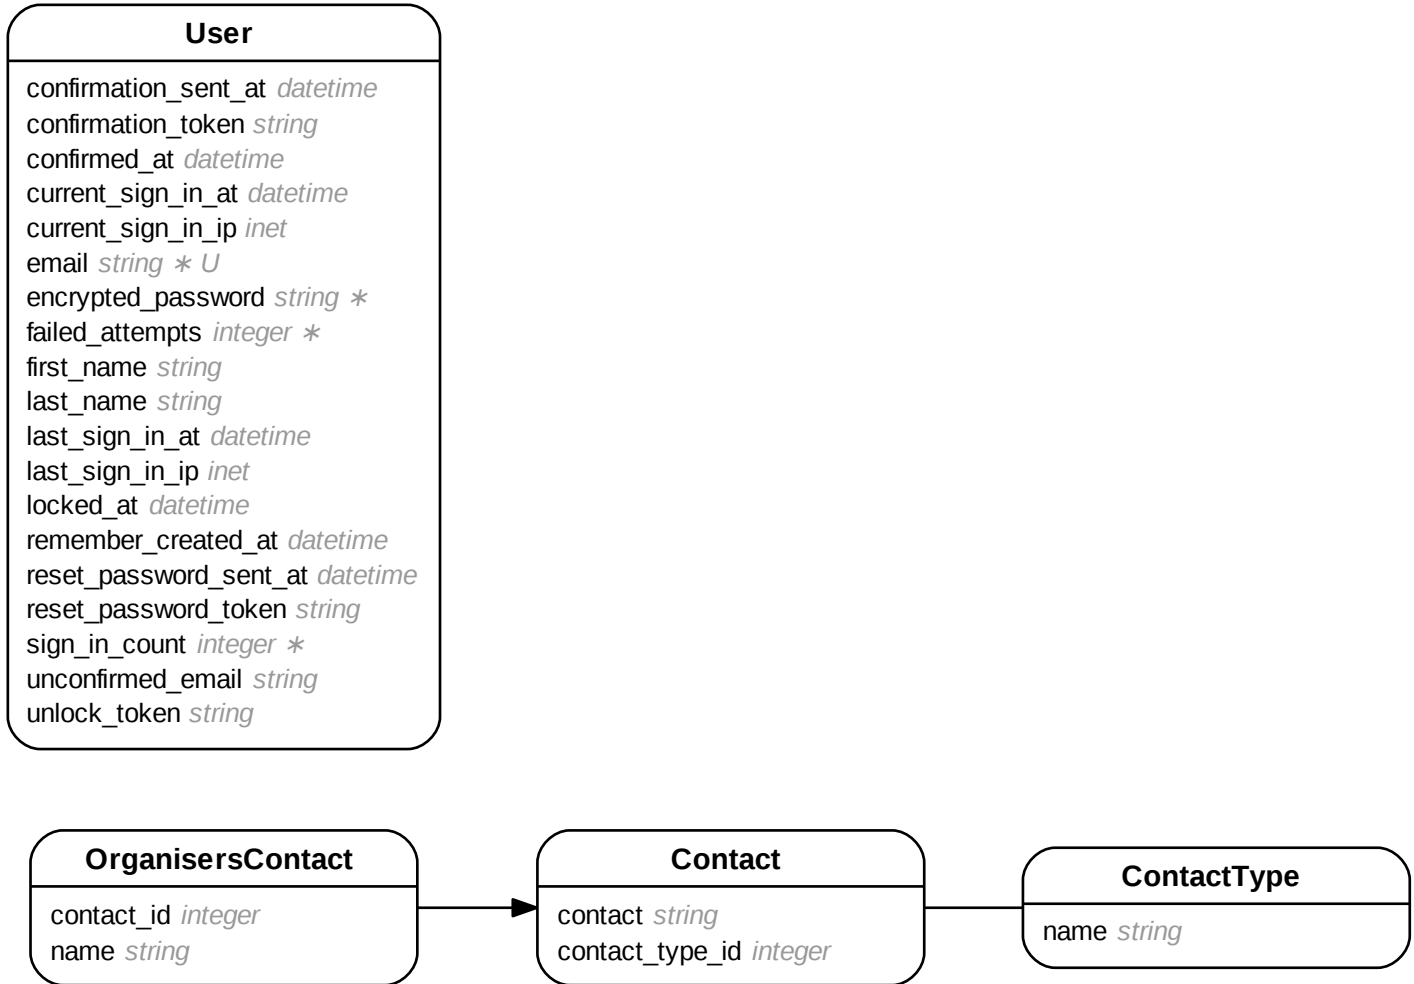 User
confirmation_sent_at datetime
confirmation_token string
confirmed_at datetime
current_sign_in_at datetime
current_sign_in_ip inet
email string ∗ U
encrypted_password string ∗
failed_attempts integer ∗
first_name string
last_name string
last_sign_in_at datetime
last_sign_in_ip inet
locked_at datetime
remember_created_at datetime
reset_password_sent_at datetime
reset_password_token string
sign_in_count integer ∗
unconfirmed_email string
unlock_token string
OrganisersContact
contact_id integer
name string
Contact
contact string
contact_type_id integer
ContactType
name string